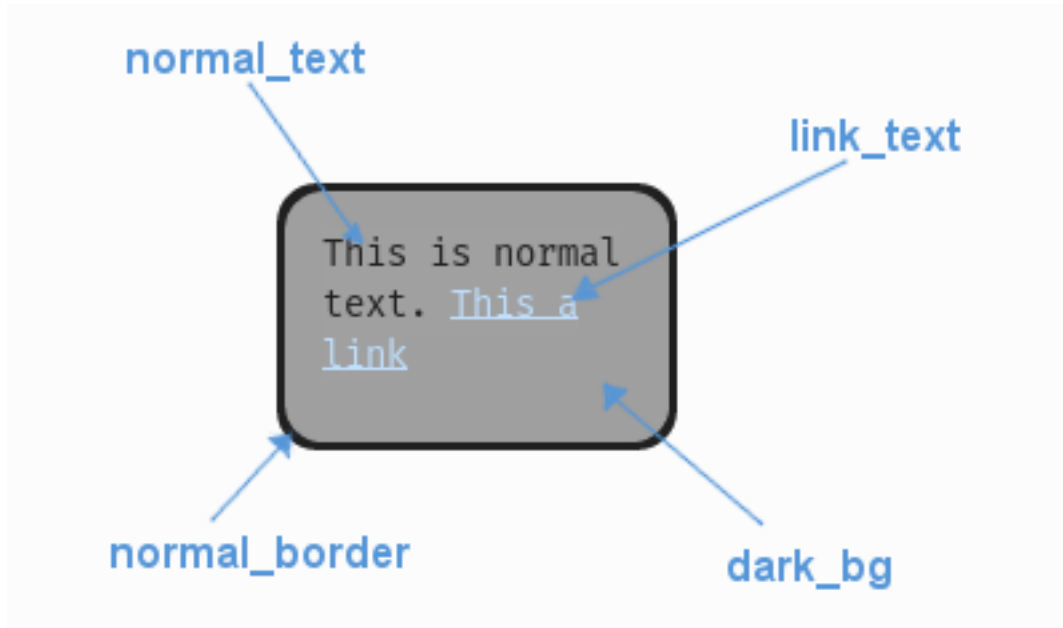 normal_text
link_text
This is normal
text. This a
link
normal_border
dark_bg